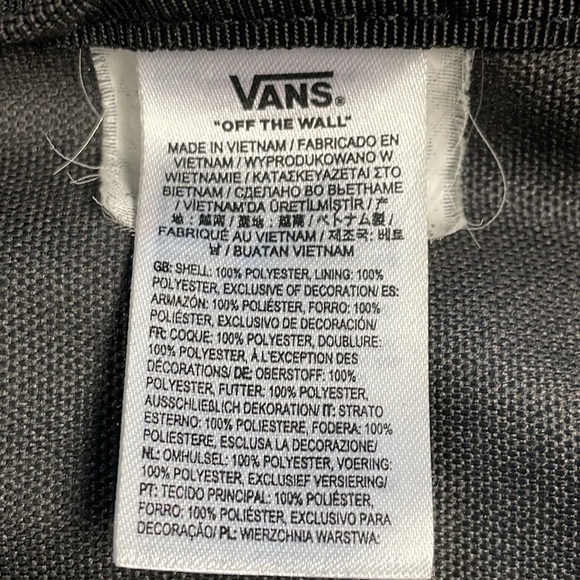 VANS®
"OFF THE WALL"
MADE IN VIETNAM / FABRICADO EN
VIETNAM / WYPRODUKOWANO W
WIETNAMIE / ΚΑΤΑΣΚΕΥΑΖΕΤΑΙ ΣΤΟ
ΒΙΕΤΝΑΜ / СДЕЛАНО ВО ВЬЕТНАМЕ
/ VIETNAM'DA ÜRETİLMİŞTİR / 产
地 : 越南 / 產地 : 越南 / ベトナム製 /
FABRIQUÉ AU VIETNAM / 제조국: 베트
남 / BUATAN VIETNAM
GB: SHELL: 100% POLYESTER, LINING: 100%
POLYESTER, EXCLUSIVE OF DECORATION/ ES:
ARMAZÓN: 100% POLIÉSTER, FORRO: 100%
POLIÉSTER, EXCLUSIVO DE DECORACIÓN/
FR: COQUE: 100% POLYESTER, DOUBLURE:
100% POLYESTER, À L'EXCEPTION DES
DÉCORATIONS/ DE: OBERSTOFF: 100%
POLYESTER, FUTTER: 100% POLYESTER,
AUSSCHLIEßLICH DEKORATION/ IT: STRATO
ESTERNO: 100% POLIESTERE, FODERA: 100%
POLIESTERE, ESCLUSA LA DECORAZIONE/
NL: OMHULSEL: 100% POLYESTER, VOERING:
100% POLYESTER, EXCLUSIEF VERSIERING/
PT: TECIDO PRINCIPAL: 100% POLIÉSTER,
FORRO: 100% POLIÉSTER, EXCLUSIVO PARA
DECORAÇÃO/ PL: WIERZCHNIA WARSTWA: